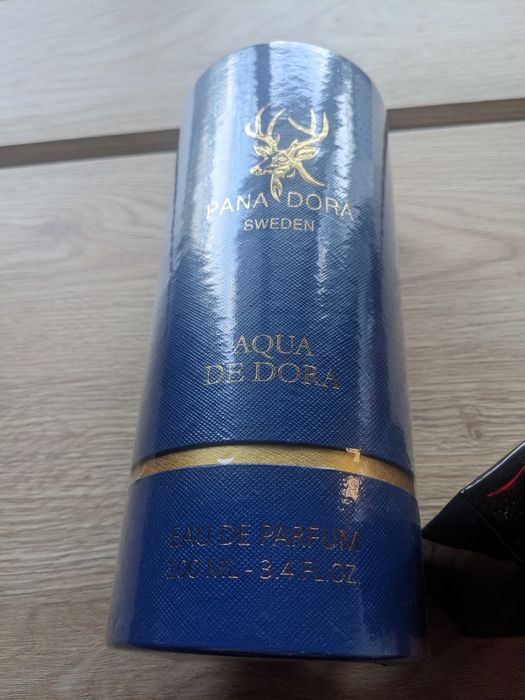 PANA DORA
SWEDEN
AQUA
DE DORA
EAU DE PARFUM
100 ML - 3.4 FL.OZ.